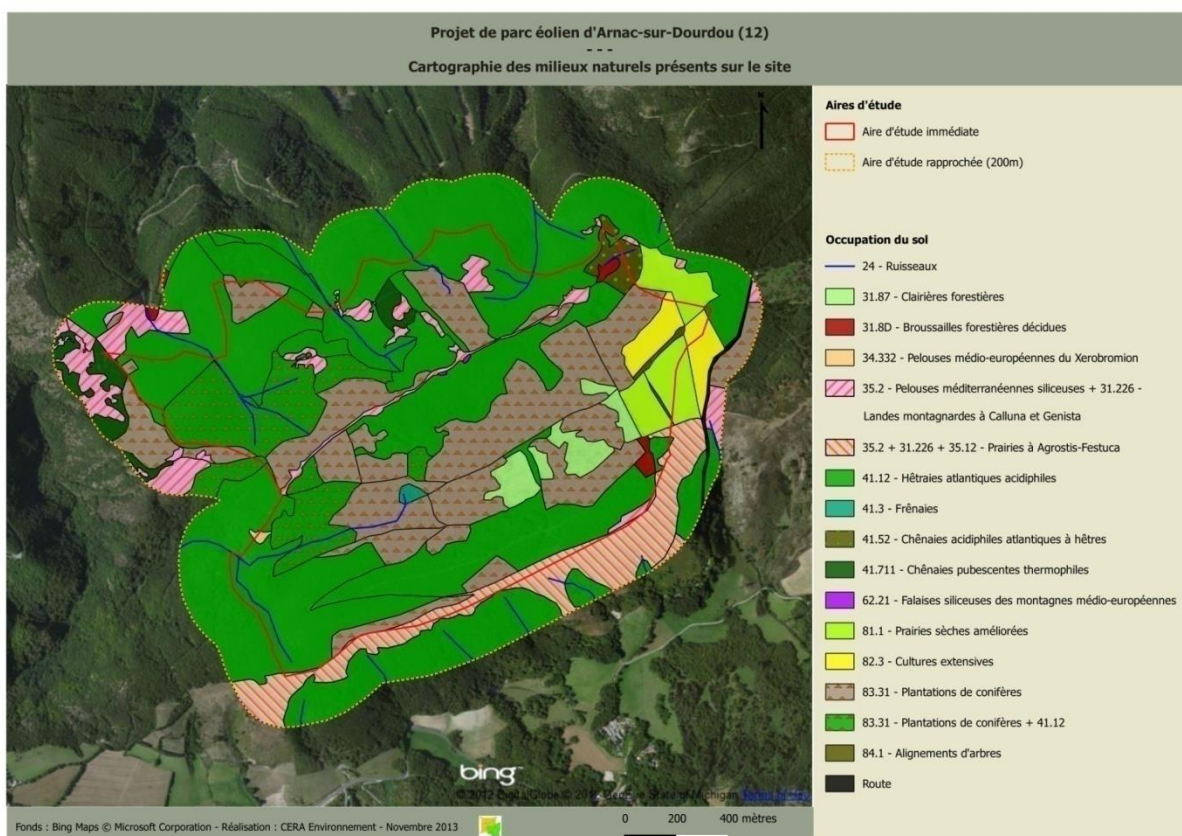 Projet de parc éolien d'Arnac-sur-Dourdou (12)
- - -
Cartographie des milieux naturels présents sur le site
N
Aires d'étude
Aire d'étude immédiate
Aire d'étude rapprochée (200m)
Occupation du sol
24 - Ruisseaux
31.87 - Clairières forestières
31.8D - Broussailles forestières décidues
34.332 - Pelouses médio-européennes du Xerobromion
35.2 - Pelouses méditerranéennes siliceuses + 31.226 -
Landes montagnardes à Calluna et Genista
35.2 + 31.226 + 35.12 - Prairies à Agrostis-Festuca
41.12 - Hêtraies atlantiques acidiphiles
41.3 - Frênaies
41.52 - Chênaies acidiphiles atlantiques à hêtres
41.711 - Chênaies pubescentes thermophiles
62.21 - Falaises siliceuses des montagnes médio-européennes
81.1 - Prairies sèches améliorées
82.3 - Cultures extensives
83.31 - Plantations de conifères
83.31 - Plantations de conifères + 41.12
84.1 - Alignements d'arbres
Route
bing™
© 2012 © State of Michigan
Fonds : Bing Maps © Microsoft Corporation - Réalisation : CERA Environnement - Novembre 2013
0 200 400 mètres